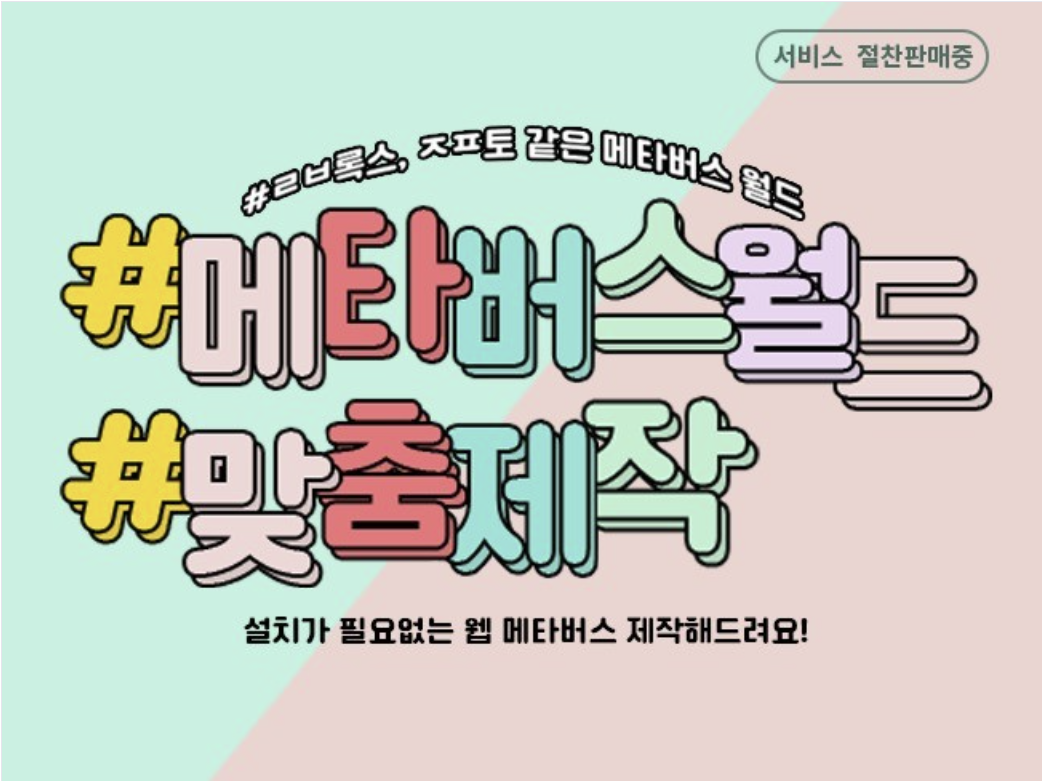 서비스 절찬판매중
#ㄹㅂ록스, ㅈㅍ토 같은 메타버스 월드
#메타버스월드
#맞춤제작
설치가 필요없는 웹 메타버스 제작해드려요!